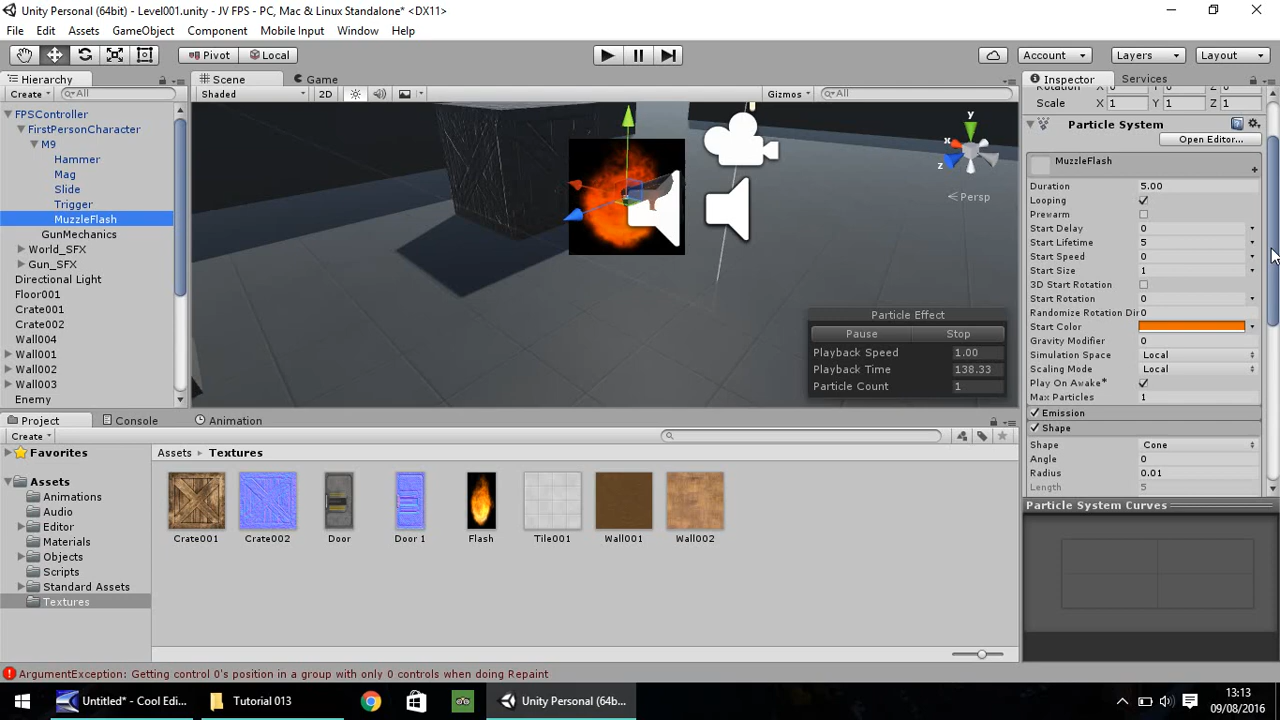 Unity Personal (64bit) - Level001.unity - JV FPS - PC, Mac & Linux Standalone* <DX11>
File Edit Assets GameObject Component Mobile Input Window Help
Pivot Local Account Layers Layout
Hierarchy Scene Game Inspector Services
Create All Shaded 2D Gizmos All
FPSController
FirstPersonCharacter
M9
Hammer
Mag
Slide
Trigger
MuzzleFlash
GunMechanics
World_SFX
Gun_SFX
Directional Light
Floor001
Crate001
Crate002
Wall004
Wall001
Wall002
Wall003
Enemy
y
x
z
Persp
Particle Effect
Pause Stop
Playback Speed 1.00
Playback Time 138.33
Particle Count 1
Rotation X 0 Y 0 Z 0
Scale X 1 Y 1 Z 1
Particle System
Open Editor...
MuzzleFlash
Duration 5.00
Looping
Prewarm
Start Delay 0
Start Lifetime 5
Start Speed 0
Start Size 1
3D Start Rotation
Start Rotation 0
Randomize Rotation Dir 0
Start Color
Gravity Modifier 0
Simulation Space Local
Scaling Mode Local
Play On Awake*
Max Particles 1
Emission
Shape
Shape Cone
Angle 0
Radius 0.01
Length 5
Particle System Curves
Project Console Animation
Create
Favorites
Assets
Animations
Audio
Editor
Materials
Objects
Scripts
Standard Assets
Textures
Assets Textures
Crate001 Crate002 Door Door 1 Flash Tile001 Wall001 Wall002
ArgumentException: Getting control 0's position in a group with only 0 controls when doing Repaint
Untitled* - Cool Edi... Tutorial 013 Unity Personal (64b...
13:13
09/08/2016